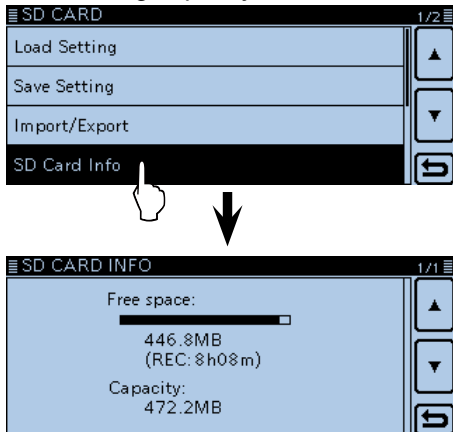 SD CARD 1/2
Load Setting
Save Setting
Import/Export
SD Card Info
SD CARD INFO 1/1
Free space:
446.8MB
(REC: 8h08m)
Capacity:
472.2MB